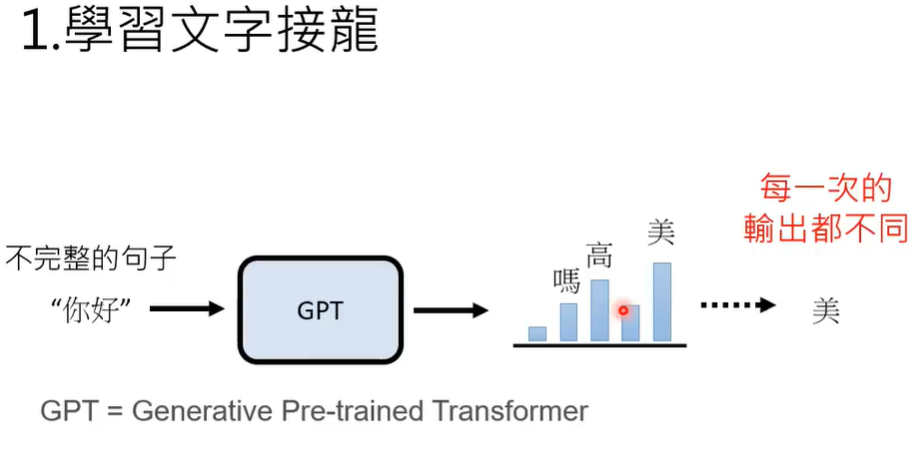 1.學習文字接龍
每一次的
輸出都不同
不完整的句子
“你好”
GPT
嗎
高
美
美
GPT = Generative Pre-trained Transformer